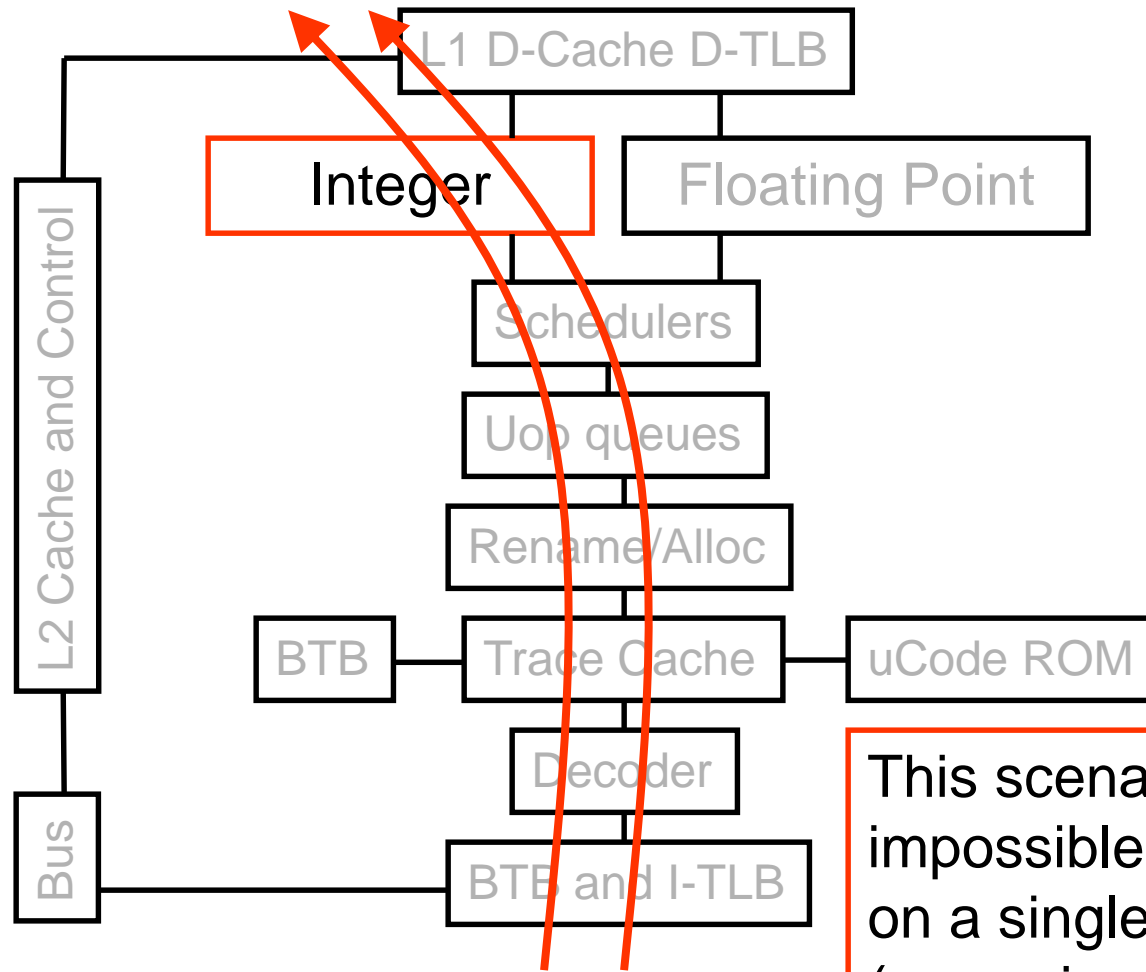 L1 D-Cache D-TLB
Integer
Floating Point
L2 Cache and Control
Schedulers
Uop queues
Rename/Alloc
BTB
Trace Cache
uCode ROM
Decoder
Bus
BTB and I-TLB
This scena
impossible
on a single